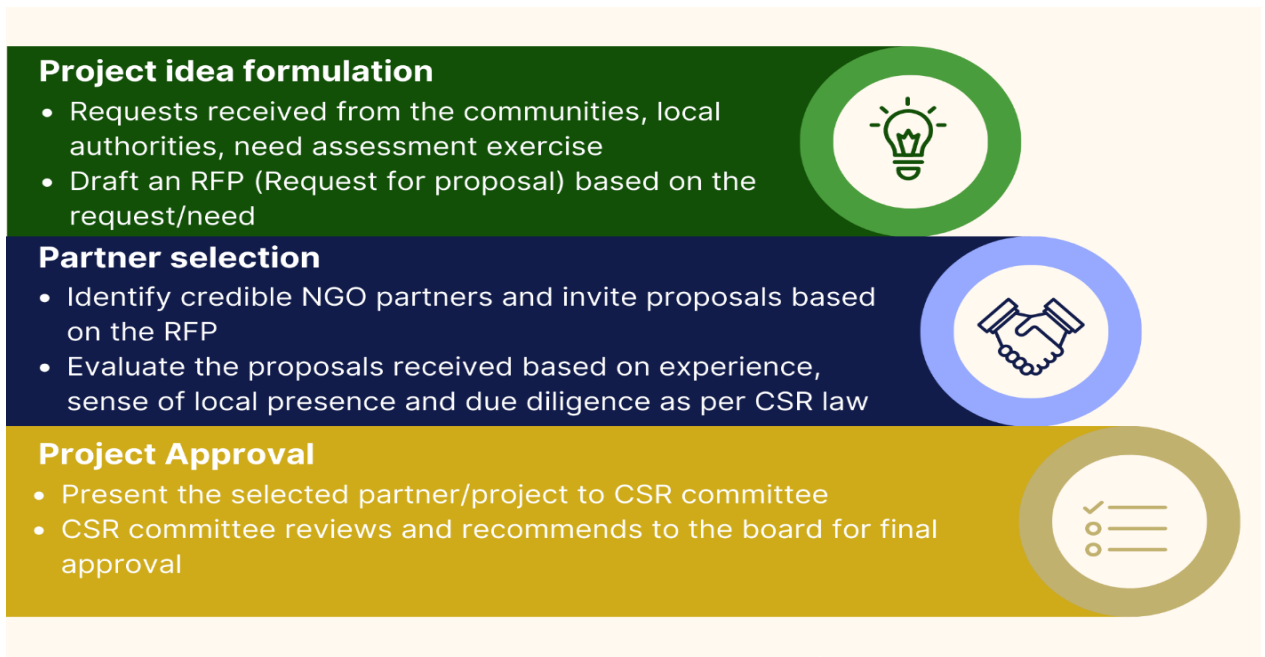 Project idea formulation
• Requests received from the communities, local
authorities, need assessment exercise
• Draft an RFP (Request for proposal) based on the
request/need
Partner selection
• Identify credible NGO partners and invite proposals based
on the RFP
• Evaluate the proposals received based on experience,
sense of local presence and due diligence as per CSR law
Project Approval
• Present the selected partner/project to CSR committee
• CSR committee reviews and recommends to the board for final
approval